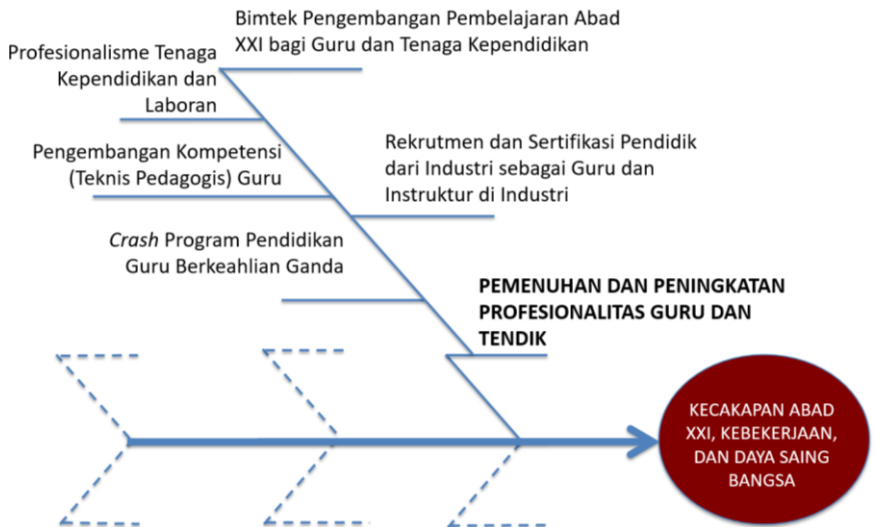 Bimtek Pengembangan Pembelajaran Abad
XXI bagi Guru dan Tenaga Kependidikan
Profesionalisme Tenaga
Kependidikan dan
Laboran
Pengembangan Kompetensi
(Teknis Pedagogis) Guru
Rekrutmen dan Sertifikasi Pendidik
dari Industri sebagai Guru dan
Instruktur di Industri
Crash Program Pendidikan
Guru Berkeahlian Ganda
PEMENUHAN DAN PENINGKATAN
PROFESIONALITAS GURU DAN
TENDIK
KECAKAPAN ABAD
XXI, KEBEKERJAAN,
DAN DAYA SAING
BANGSA